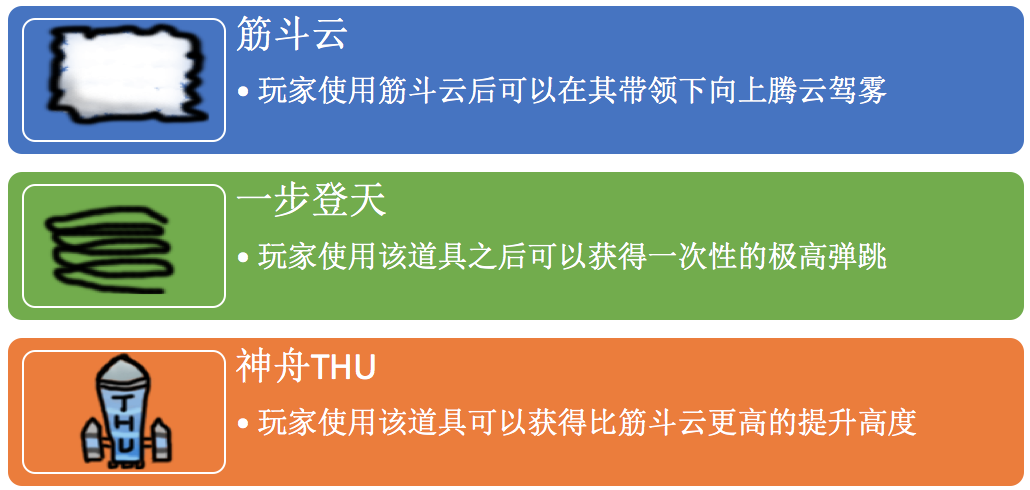 筋斗云
• 玩家使用筋斗云后可以在其带领下向上腾云驾雾
一步登天
• 玩家使用该道具之后可以获得一次性的极高弹跳
神舟THU
• 玩家使用该道具可以获得比筋斗云更高的提升高度
THU